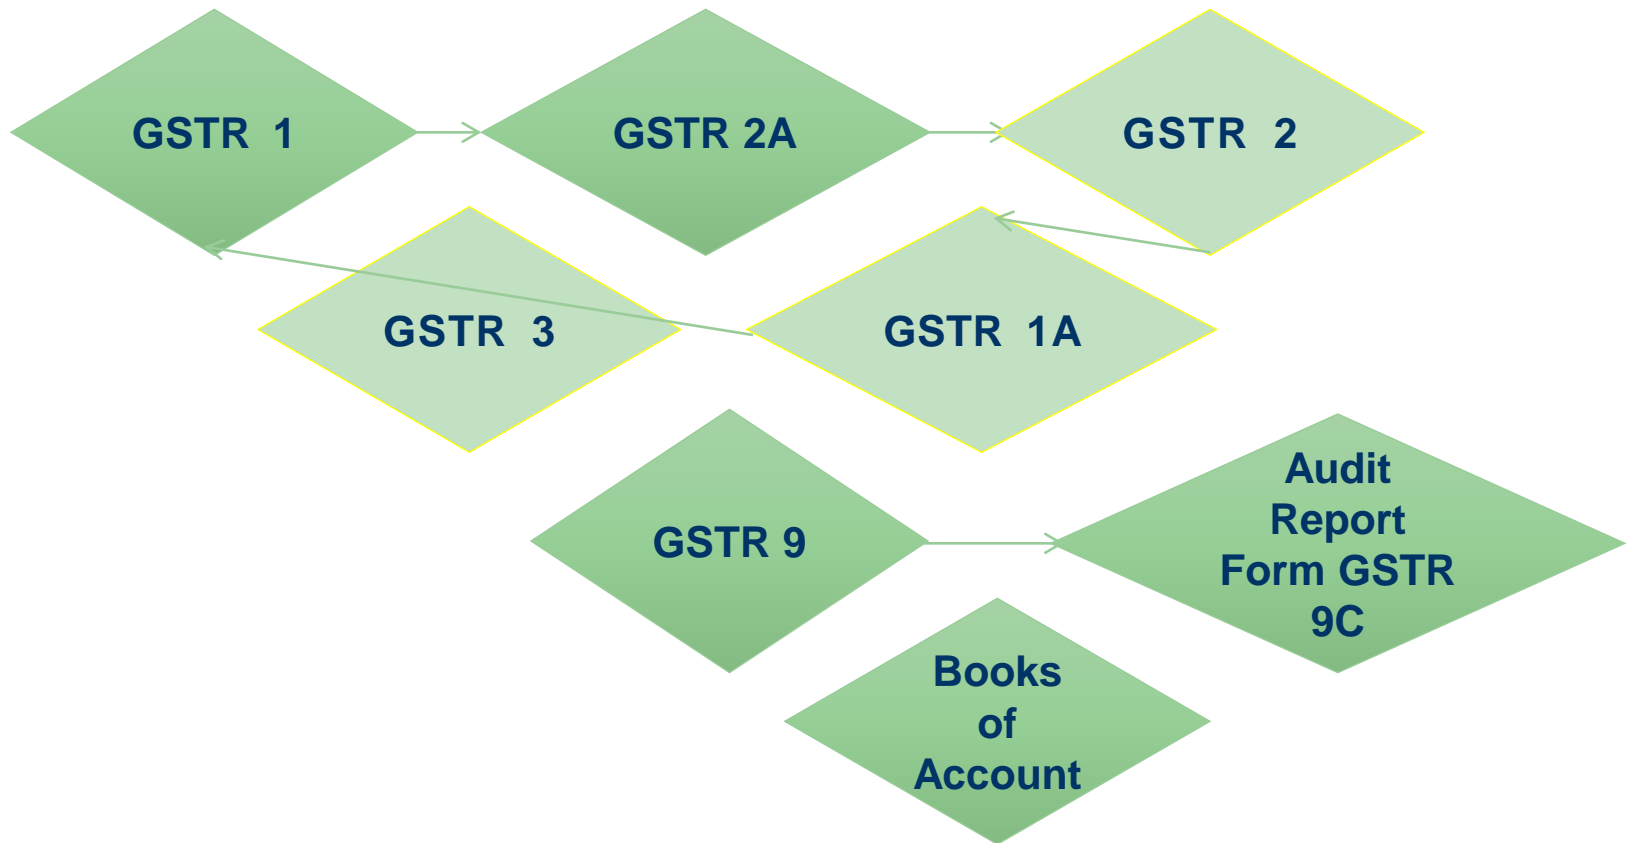 GSTR 1
GSTR 2A
GSTR 2
GSTR 3
GSTR 1A
GSTR 9
Audit
Report
Form GSTR
9C
Books
of
Account